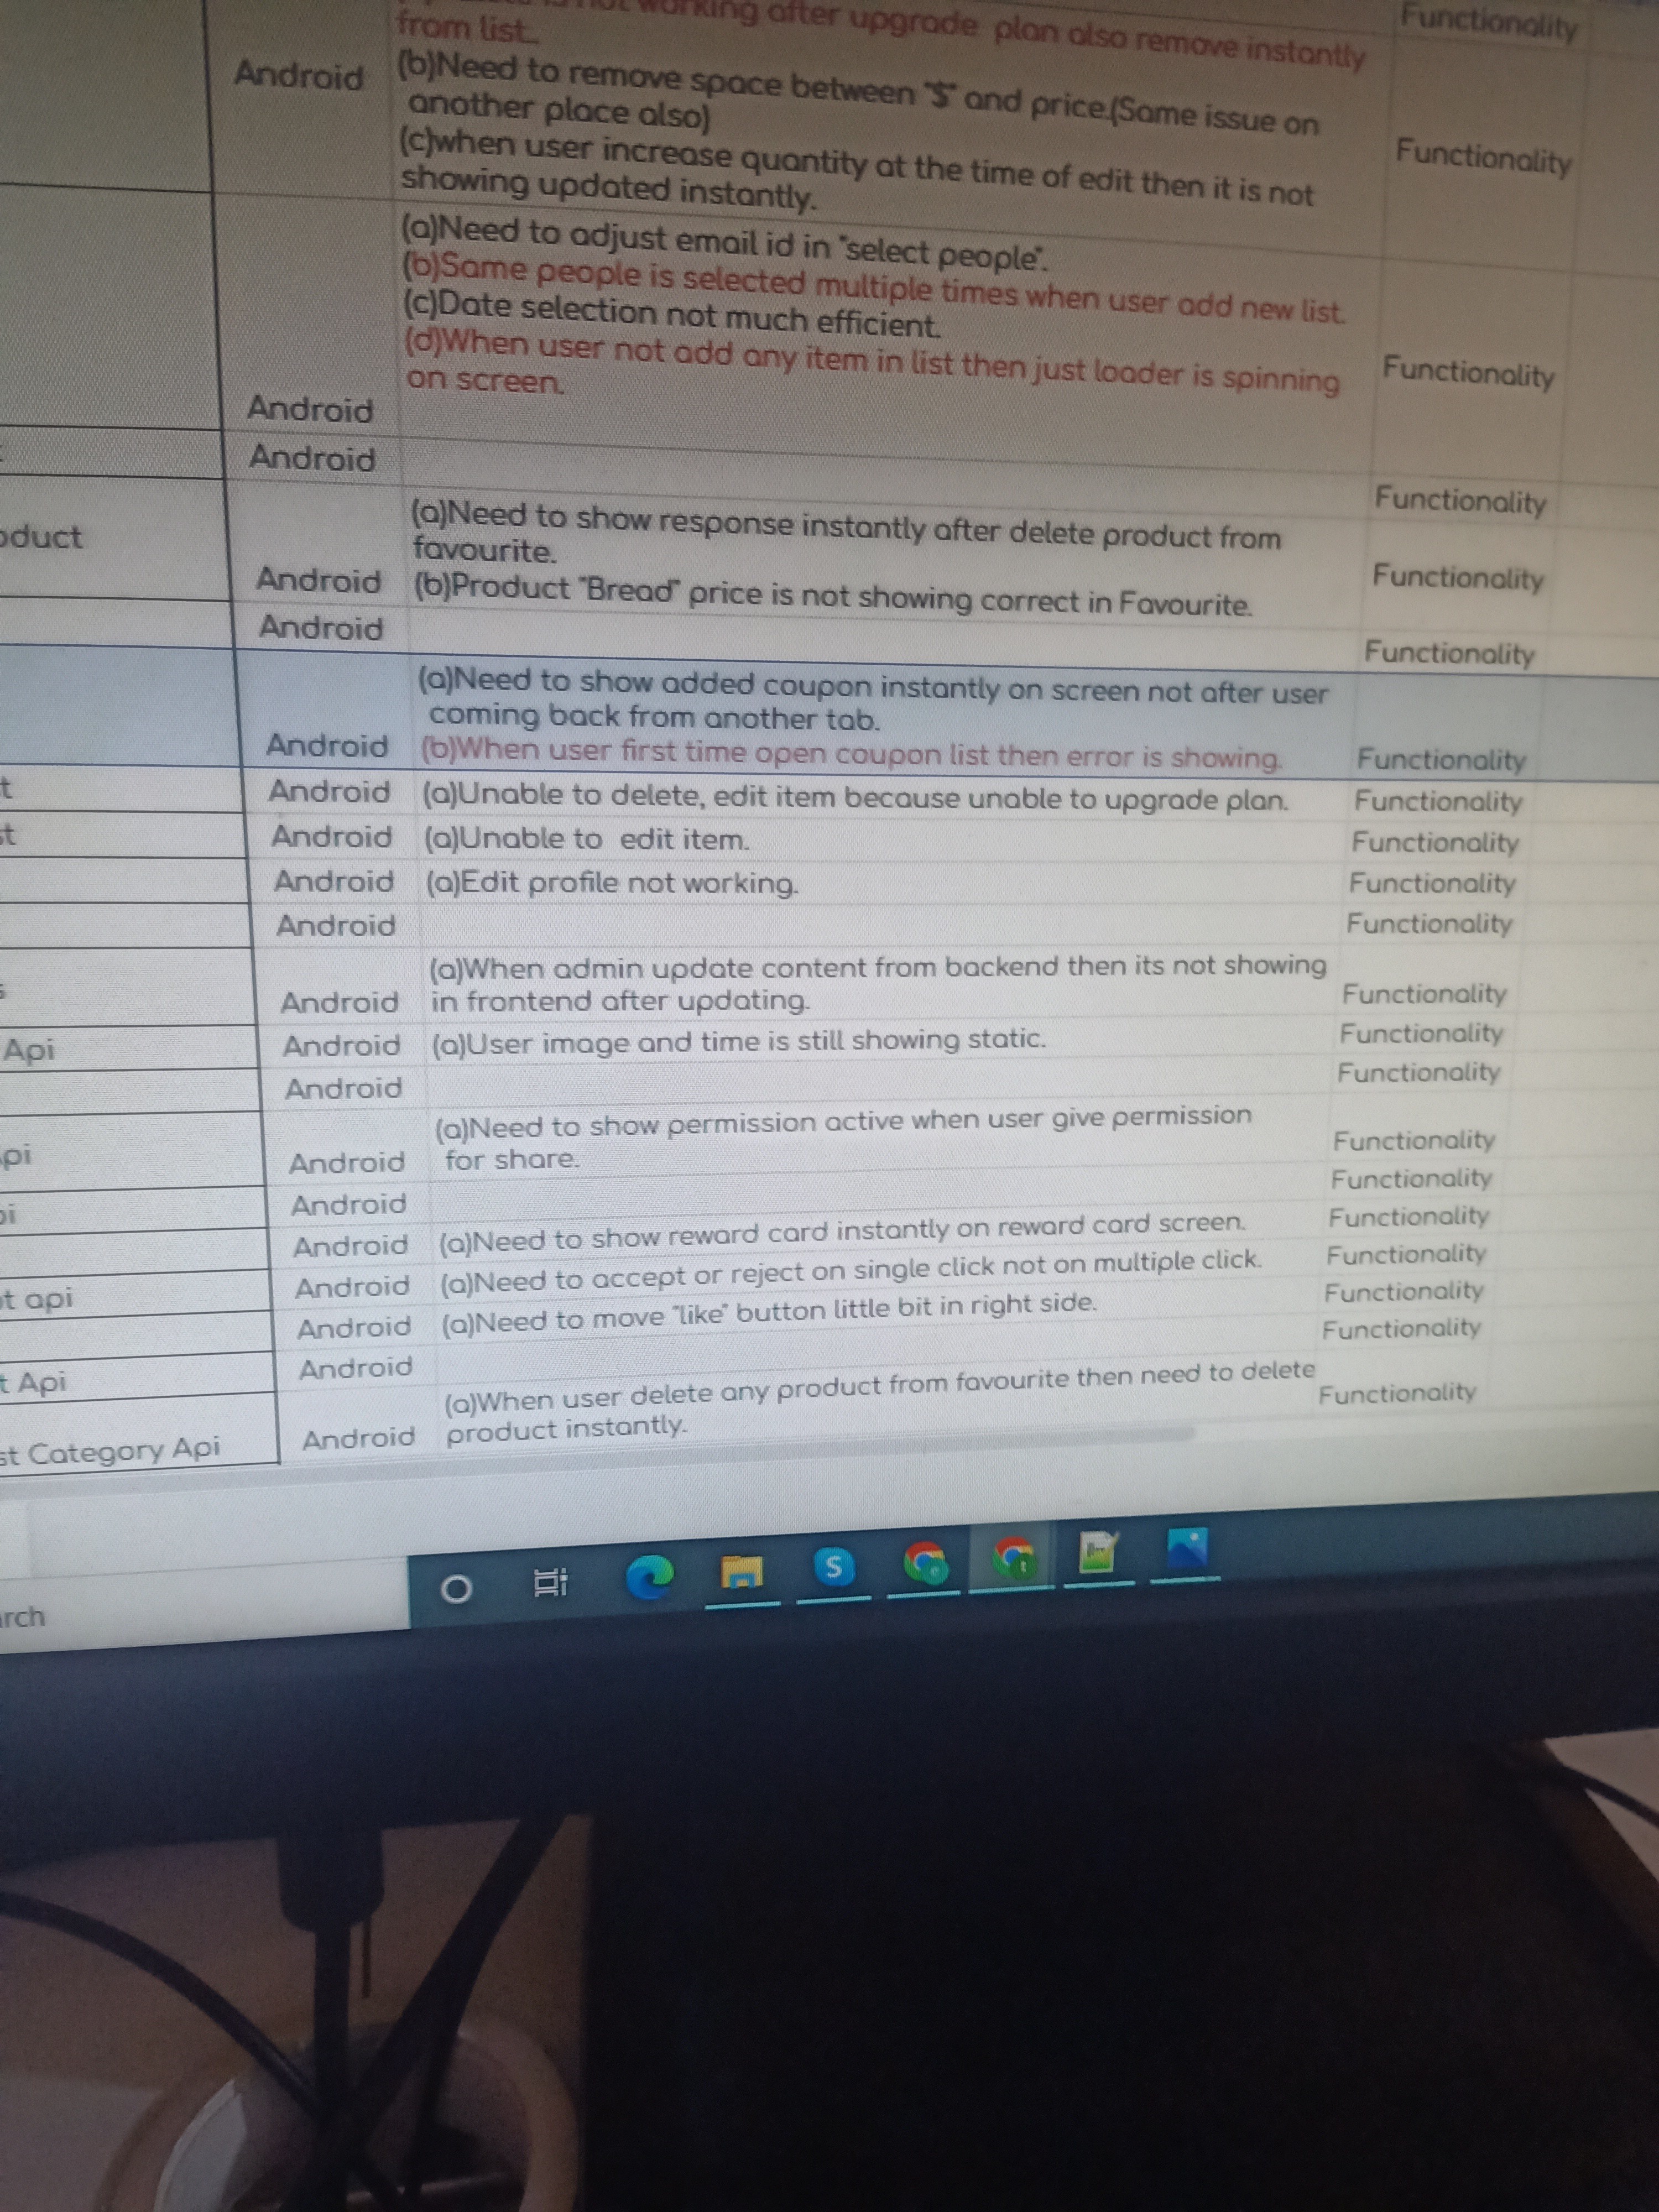 not working after upgrade plan also remove instantly
from list..
Functionality
Android
(b)Need to remove space between "$" and price.(Same issue on
another place also)
(c)when user increase quantity at the time of edit then it is not
showing updated instantly.
Functionality
(a)Need to adjust email id in "select people".
(b)Same people is selected multiple times when user add new list.
(c)Date selection not much efficient.
(d)When user not add any item in list then just loader is spinning
on screen.
Android
Functionality
Android
Functionality
oduct
Android
(a)Need to show response instantly after delete product from
favourite.
(b)Product "Bread" price is not showing correct in Favourite.
Functionality
Android
Functionality
Android
(a)Need to show added coupon instantly on screen not after user
coming back from another tab.
(b)When user first time open coupon list then error is showing.
Functionality
t Android (a)Unable to delete, edit item because unable to upgrade plan. Functionality
st Android (a)Unable to edit item. Functionality
Android (a)Edit profile not working. Functionality
Android Functionality
s Android
(a)When admin update content from backend then its not showing
in frontend after updating.
Functionality
Api Android (a)User image and time is still showing static. Functionality
Android Functionality
pi Android
(a)Need to show permission active when user give permission
for share.
Functionality
pi Android Functionality
Android (a)Need to show reward card instantly on reward card screen. Functionality
t api Android (a)Need to accept or reject on single click not on multiple click. Functionality
Android (a)Need to move "like" button little bit in right side. Functionality
t Api Android Functionality
st Category Api Android
(a)When user delete any product from favourite then need to delete
product instantly.
Functionality
arch
S